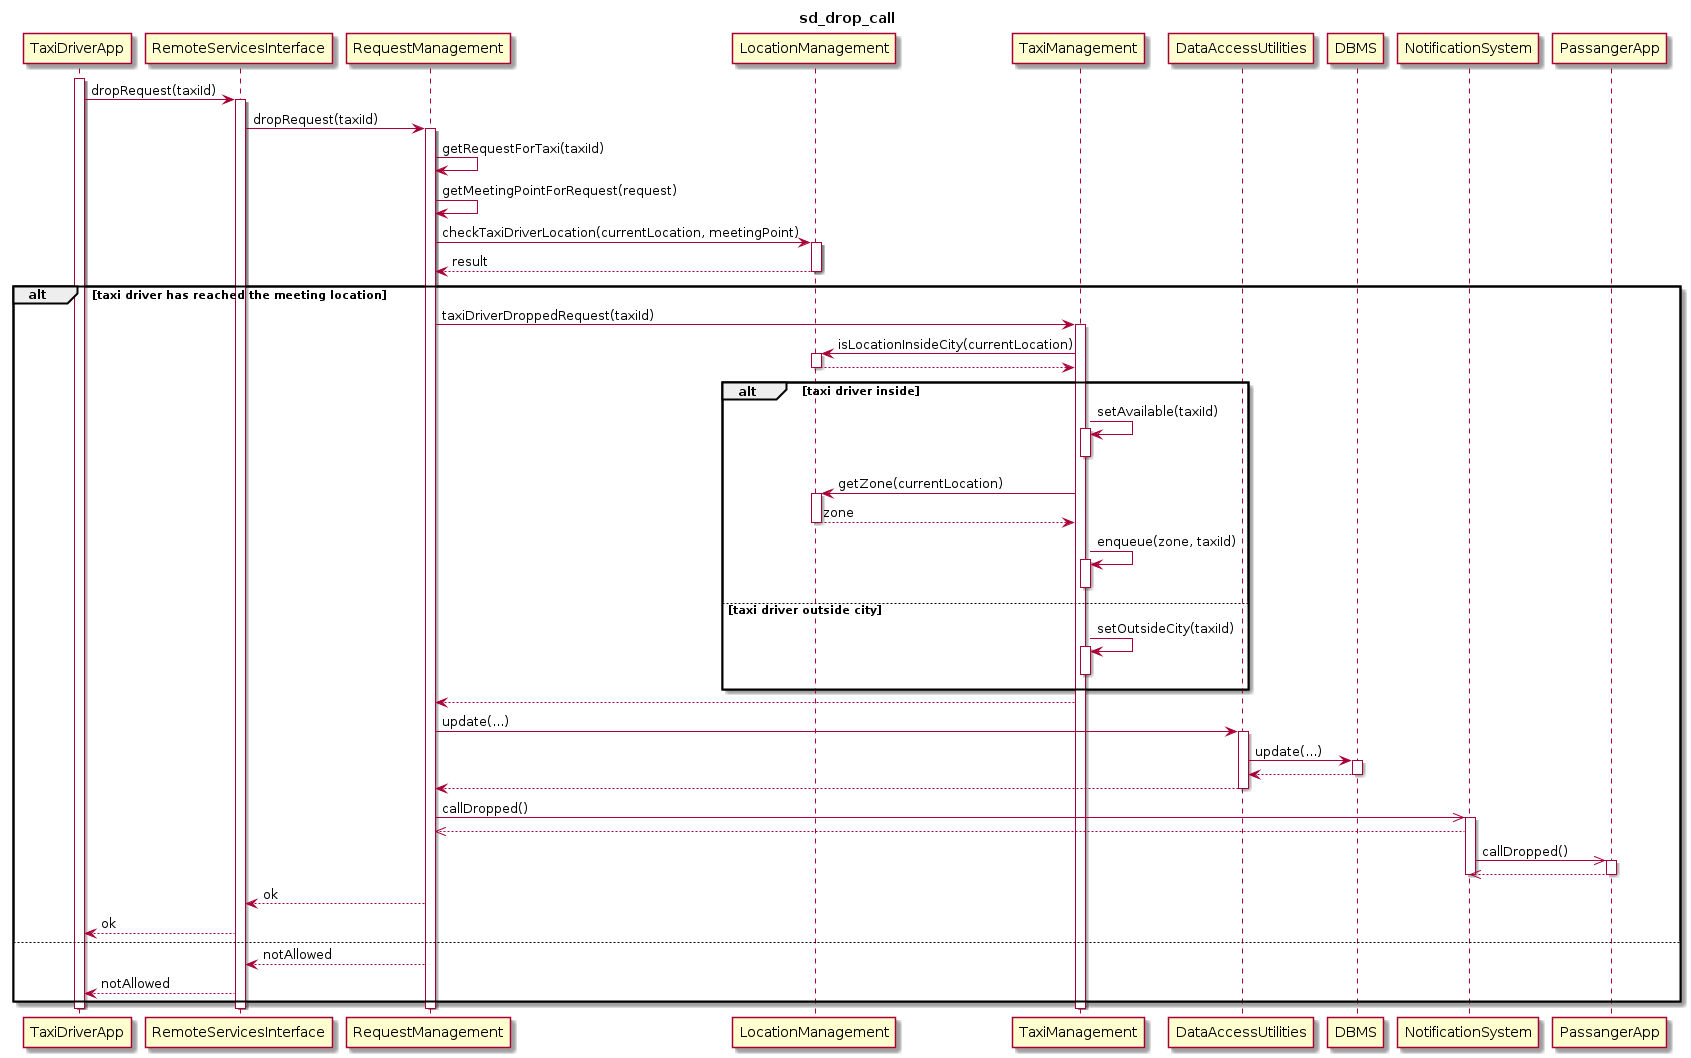 sd_drop_call
TaxiDriverApp RemoteServicesInterface RequestManagement LocationManagement TaxiManagement DataAccessUtilities DBMS NotificationSystem PassangerApp
dropRequest(taxiId)
dropRequest(taxiId)
getRequestForTaxi(taxiId)
getMeetingPointForRequest(request)
checkTaxiDriverLocation(currentLocation, meetingPoint)
result
alt [taxi driver has reached the meeting location]
taxiDriverDroppedRequest(taxiId)
isLocationInsideCity(currentLocation)
alt [taxi driver inside]
setAvailable(taxiId)
getZone(currentLocation)
zone
enqueue(zone, taxiId)
[taxi driver outside city]
setOutsideCity(taxiId)
update(...)
update(...)
callDropped()
callDropped()
ok
ok
notAllowed
notAllowed
TaxiDriverApp RemoteServicesInterface RequestManagement LocationManagement TaxiManagement DataAccessUtilities DBMS NotificationSystem PassangerApp